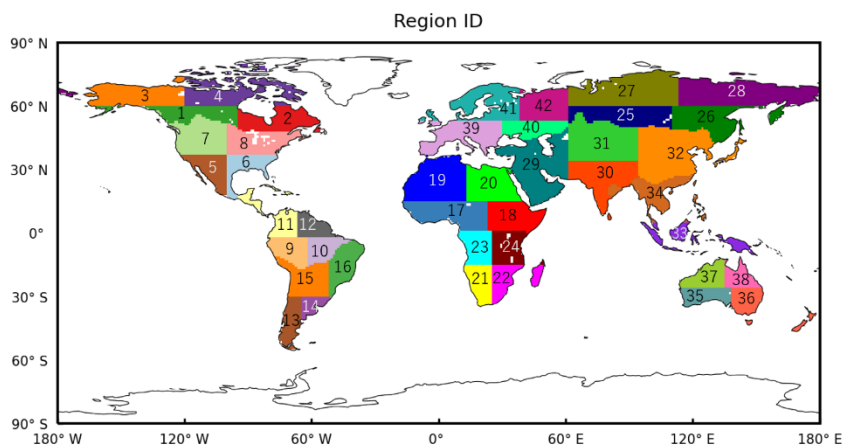 Region ID
90° N
60° N
30° N
0°
30° S
60° S
90° S
3 4 27 28
1 2 41 42 25 26
7 8 39 40 31 32
5 6 29 30
19 20 34
11 12 17 18 33
9 10 23 24
15 16 21 22 37 38
13 14 35 36
180° W 120° W 60° W 0° 60° E 120° E 180° E